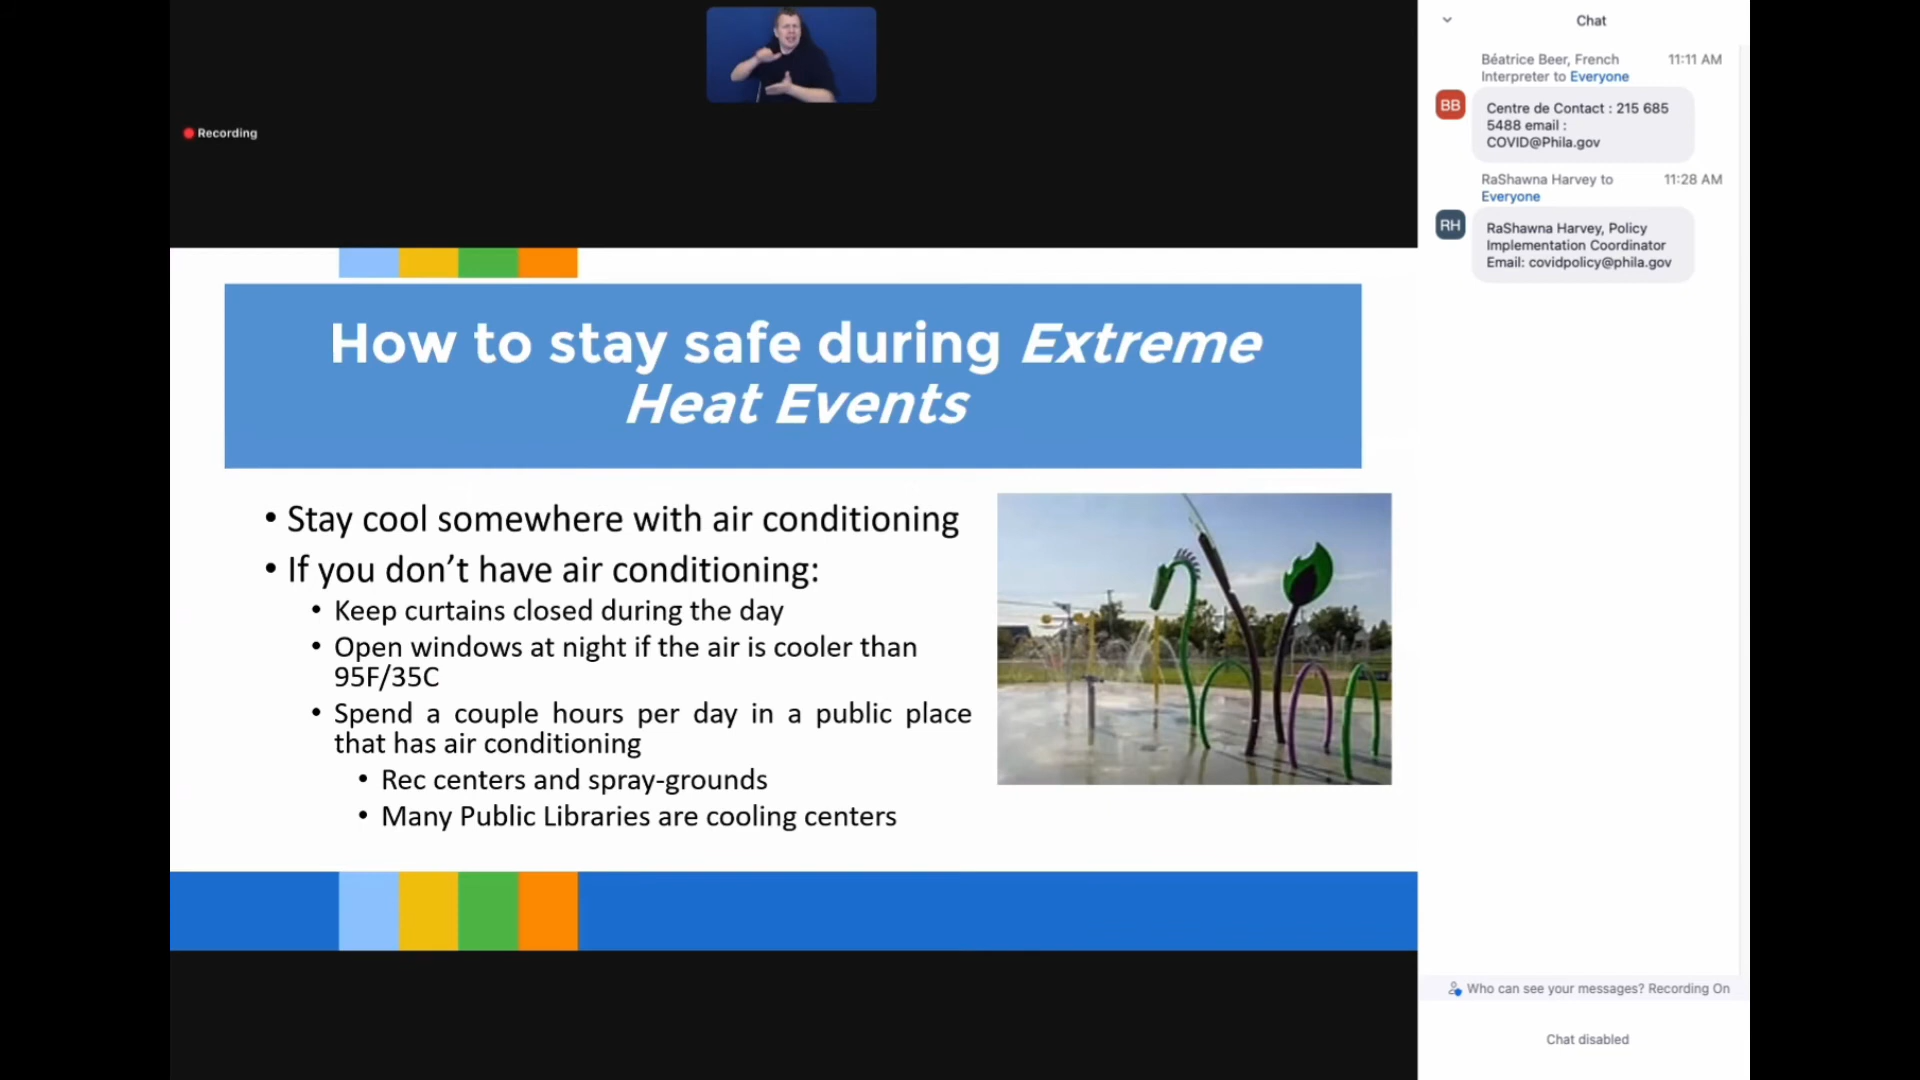 Recording
How to stay safe during Extreme
Heat Events
• Stay cool somewhere with air conditioning
• If you don’t have air conditioning:
• Keep curtains closed during the day
• Open windows at night if the air is cooler than
95F/35C
• Spend a couple hours per day in a public place
that has air conditioning
• Rec centers and spray-grounds
• Many Public Libraries are cooling centers
Chat
Béatrice Beer, French 11:11 AM
Interpreter to Everyone
BB
Centre de Contact : 215 685
5488 email :
COVID@Phila.gov
RaShawna Harvey to 11:28 AM
Everyone
RH
RaShawna Harvey, Policy
Implementation Coordinator
Email: covidpolicy@phila.gov
Who can see your messages? Recording On
Chat disabled